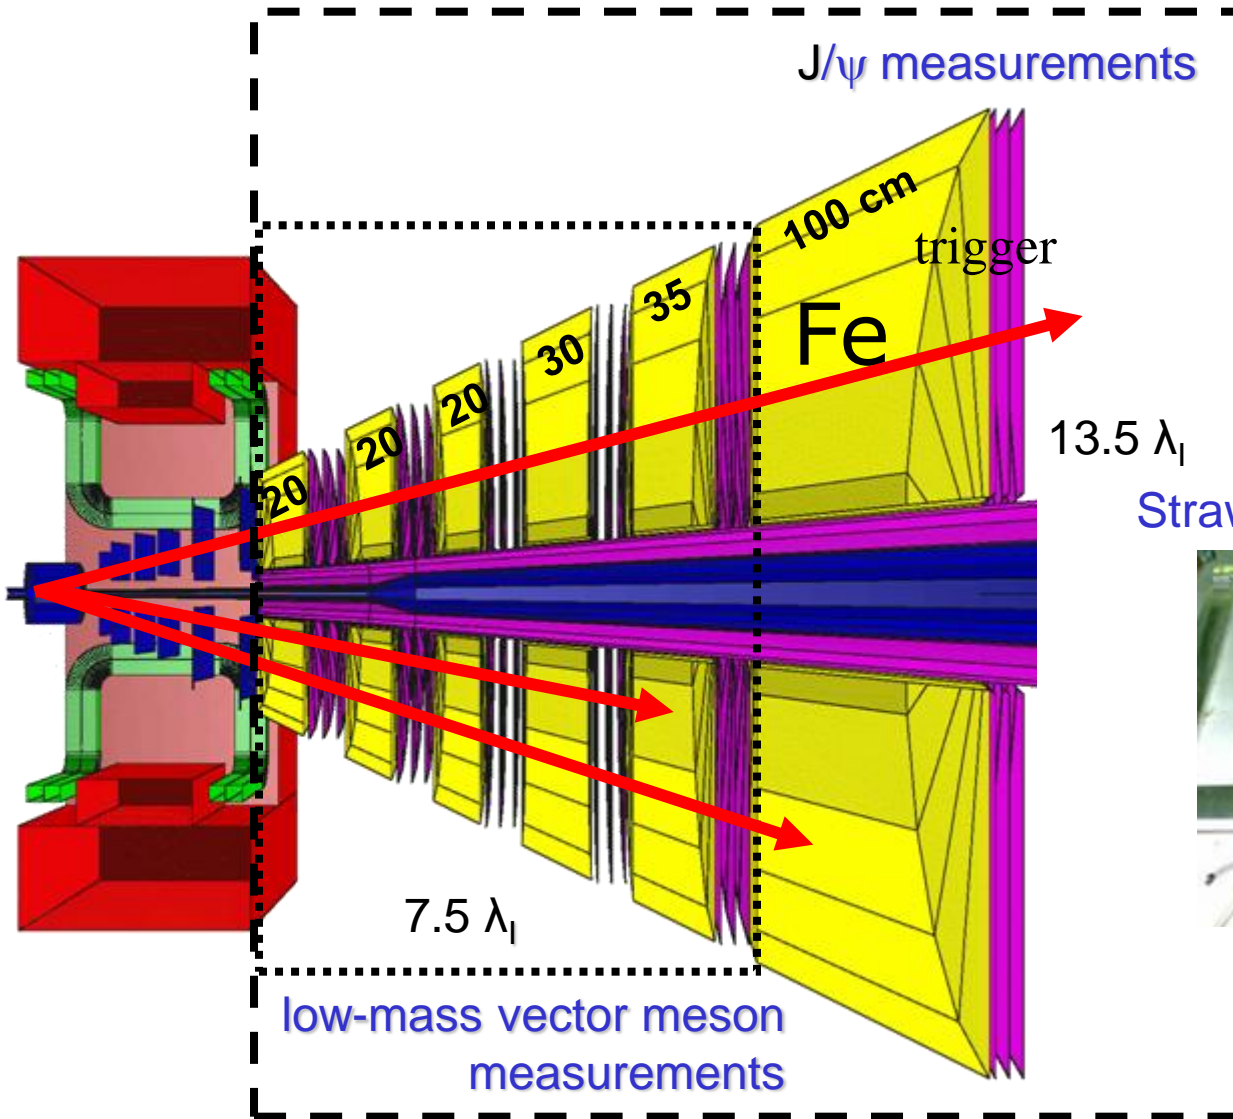 J/ψ measurements
100 cm
trigger
Fe
35
30
20
20
20
13.5 λI
7.5 λI
low-mass vector meson
measurements